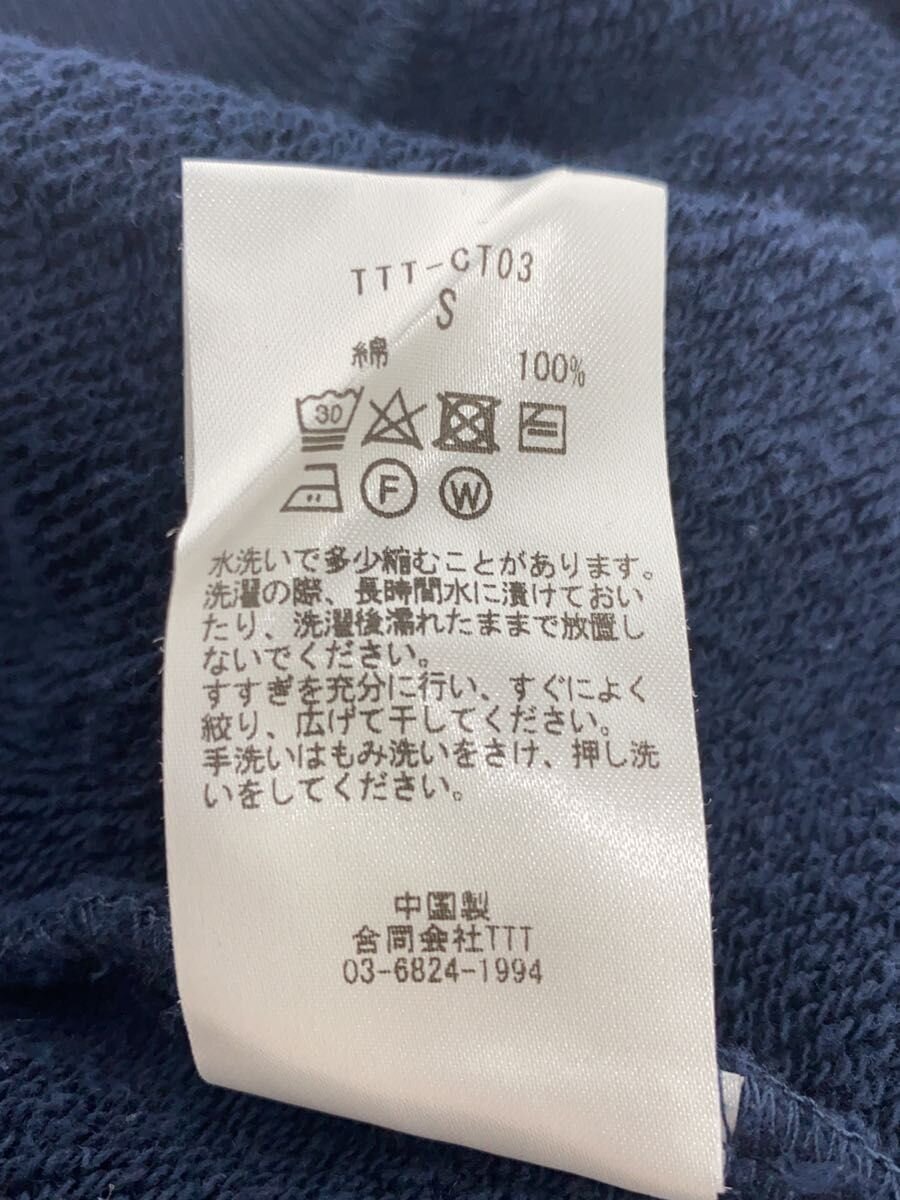 TTT-CT03
S
綿 100%
30
F W
水洗いで多少縮むことがあります。
洗濯の際、長時間水に漬けておい
たり、洗濯後濡れたままで放置し
ないでください。
すすぎを充分に行い、すぐによく
絞り、広げて干してください。
手洗いはもみ洗いをさけ、押し洗
いをしてください。
中国製
合同会社TTT
03-6824-1994